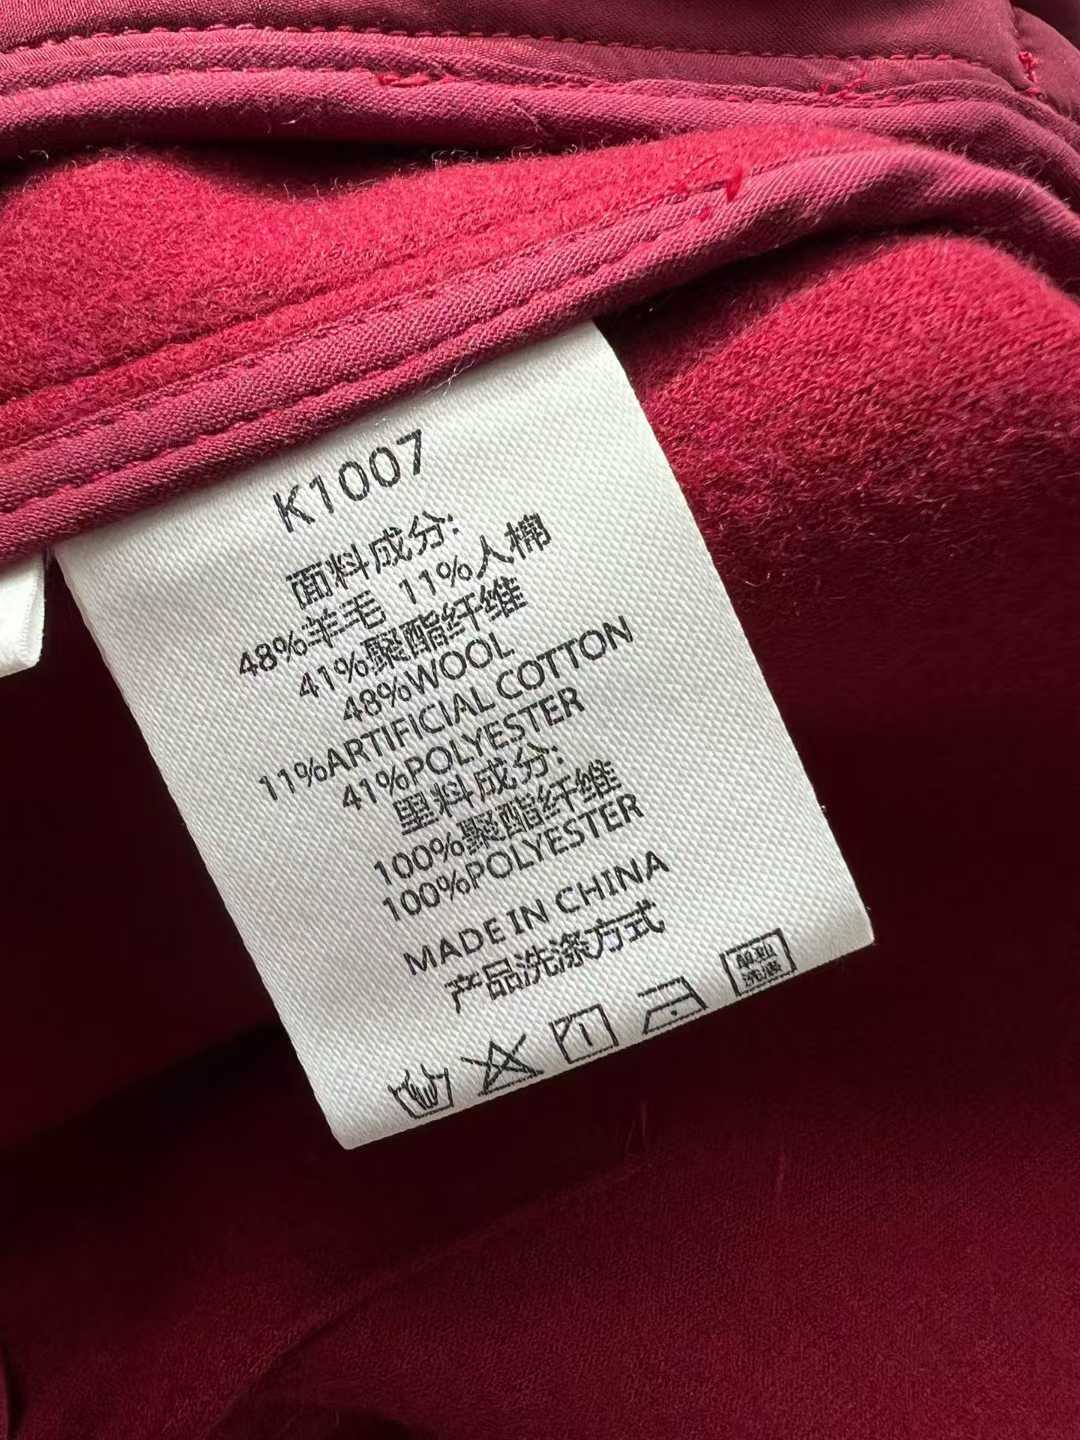 K1007
面料成分:
48%羊毛 11%人棉
41%聚酯纤维
48%WOOL
11%ARTIFICIAL COTTON
41%POLYESTER
里料成分:
100%聚酯纤维
100%POLYESTER
MADE IN CHINA
产品洗涤方式
单独
洗涤